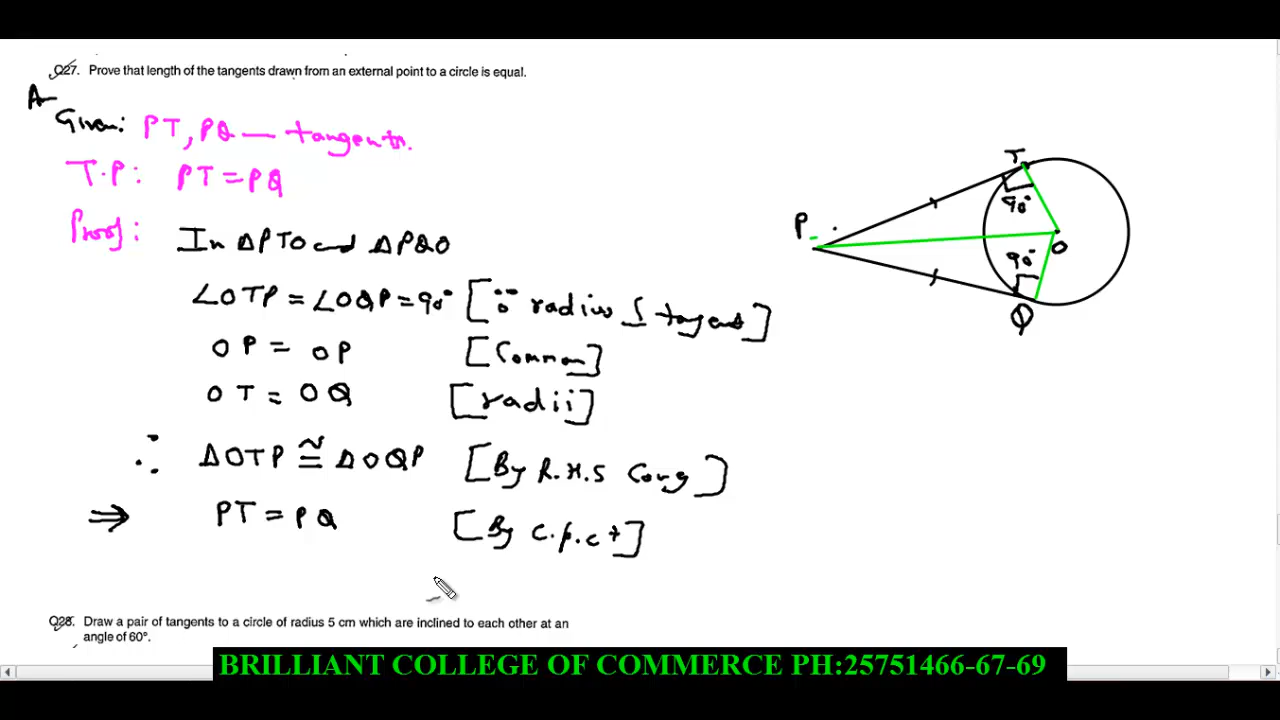 Q27. Prove that length of the tangents drawn from an external point to a circle is equal.
A
Given: PT, PQ — tangents.
T.P: PT = PQ
Proof: In ΔPTO and ΔPQO
∠OTP = ∠OQP = 90° [∵ radius ⊥ tangent]
OP = OP [Common]
OT = OQ [radii]
∴ ΔOTP ≅ ΔOQP [By R.H.S Cong]
⇒ PT = PQ [By c.p.c.t]
T
90°
P
O
90°
Q
Q28. Draw a pair of tangents to a circle of radius 5 cm which are inclined to each other at an
angle of 60°.
BRILLIANT COLLEGE OF COMMERCE PH:25751466-67-69